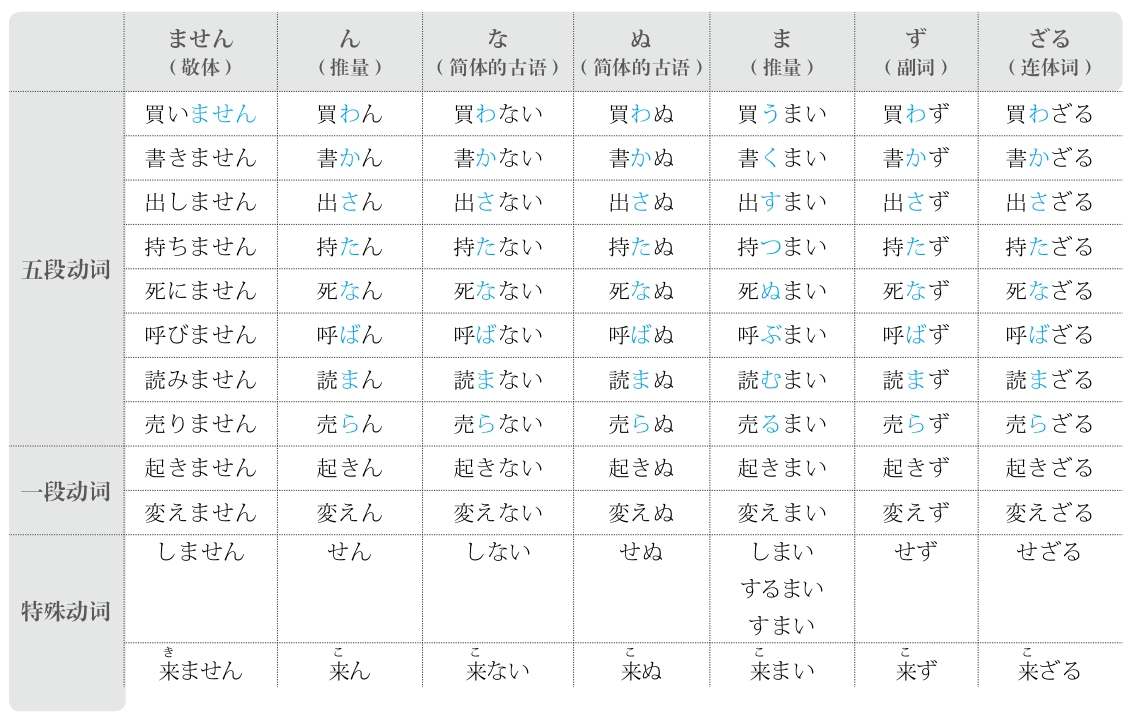 ません ん な ぬ ま ず ざる
（敬体） （推量） （简体的古语） （简体的古语） （推量） （副词） （连体词）
買いません 買わん 買わない 買わぬ 買うまい 買わず 買わざる
書きません 書かん 書かない 書かぬ 書くまい 書かず 書かざる
出しません 出さん 出さない 出さぬ 出すまい 出さず 出さざる
持ちません 持たん 持たない 持たぬ 持つまい 持たず 持たざる
五段动词
死にません 死なん 死なない 死なぬ 死ぬまい 死なず 死なざる
呼びません 呼ばん 呼ばない 呼ばぬ 呼ぶまい 呼ばず 呼ばざる
読みません 読まん 読まない 読まぬ 読むまい 読まず 読まざる
売りません 売らん 売らない 売らぬ 売るまい 売らず 売らざる
起きません 起きん 起きない 起きぬ 起きまい 起きず 起きざる
一段动词
変えません 変えん 変えない 変えぬ 変えまい 変えず 変えざる
しません せん しない せぬ しまい せず せざる
するまい
特殊动词
すまい
き こ こ こ こ こ こ
来ません 来ん 来ない 来ぬ 来まい 来ず 来ざる